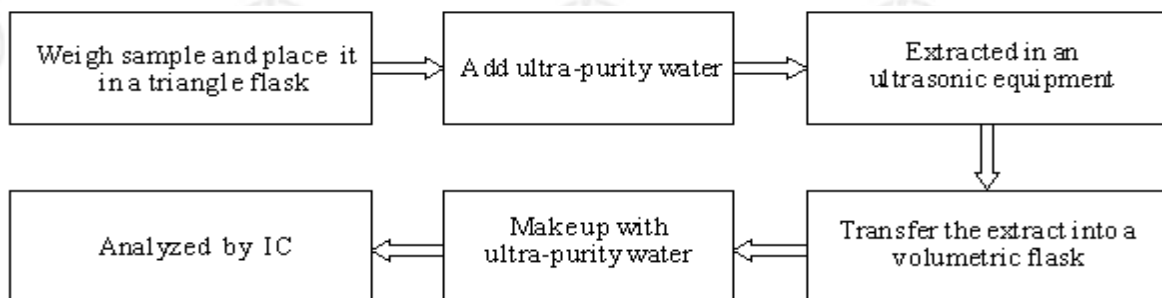 Weigh sample and place it
in a triangle flask
Add ultra-purity water
Extracted in an
ultrasonic equipment
Transfer the extract into a
volumetric flask
Makeup with
ultra-purity water
Analyzed by IC